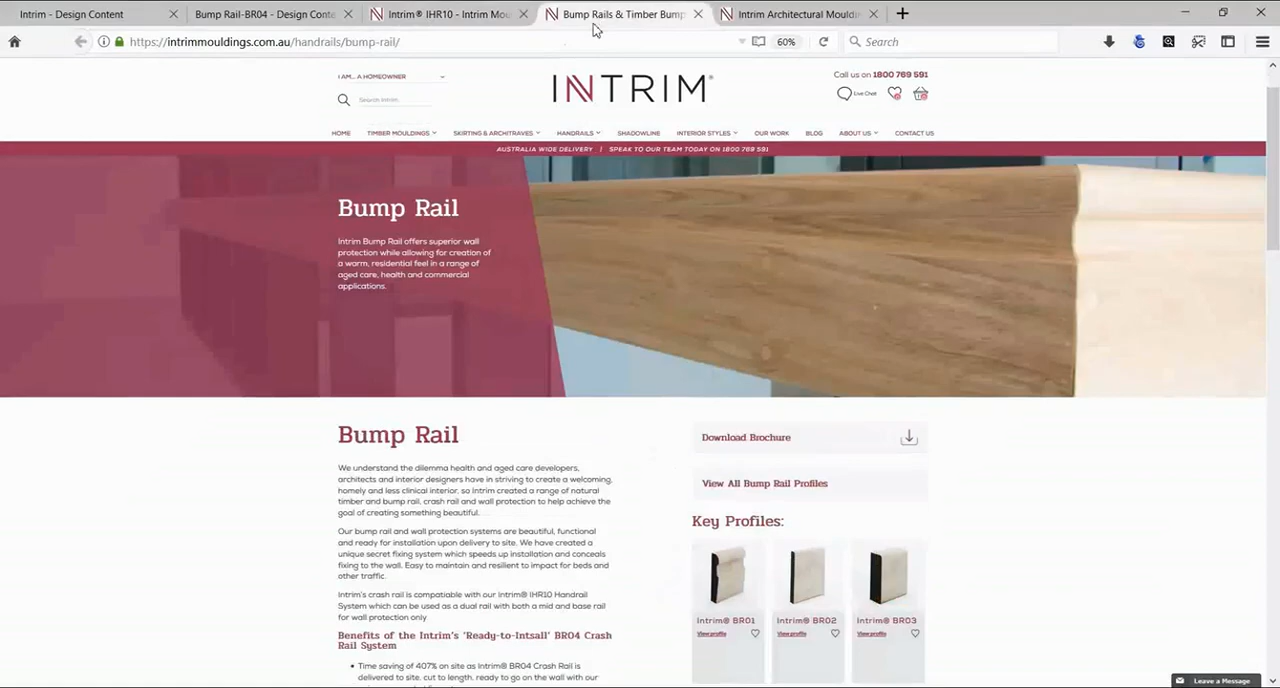 Intrim - Design Content
Bump Rail-BR04 - Design Conte
Intrim® IHR10 - Intrim Mou
Bump Rails & Timber Bump
Intrim Architectural Mouldin
https://intrimmouldings.com.au/handrails/bump-rail/
60%
Search
I AM... A HOMEOWNER
Search Intrim
INTRIM®
Call us on 1800 769 591
Live Chat
HOME TIMBER MOULDINGS SKIRTING & ARCHITRAVES HANDRAILS SHADOWLINE INTERIOR STYLES OUR WORK BLOG ABOUT US CONTACT US
AUSTRALIA WIDE DELIVERY | SPEAK TO OUR TEAM TODAY ON 1800 769 591
Bump Rail
Intrim Bump Rail offers superior wall
protection while allowing for creation of
a warm, residential feel in a range of
aged care, health and commercial
applications.
Bump Rail
We understand the dilemma health and aged care developers,
architects and interior designers have in striving to create a welcoming,
homely and less clinical interior, so Intrim created a range of natural
timber and bump rail, crash rail and wall protection to help achieve the
goal of creating something beautiful.
Our bump rail and wall protection systems are beautiful, functional
and ready for installation upon delivery to site. We have created a
unique secret fixing system which speeds up installation and conceals
fixing to the wall. Easy to maintain and resilient to impact for beds and
other traffic.
Intrim's crash rail is compatiable with our Intrim® IHR10 Handrail
System which can be used as a dual rail with both a mid and base rail
for wall protection only
Benefits of the Intrim's 'Ready-to-Intsall' BR04 Crash
Rail System
• Time saving of 407% on site as Intrim® BR04 Crash Rail is
delivered to site, cut to length, ready to go on the wall with our
Download Brochure
View All Bump Rail Profiles
Key Profiles:
Intrim® BR01
View profile
Intrim® BR02
View profile
Intrim® BR03
View profile
Leave a Message